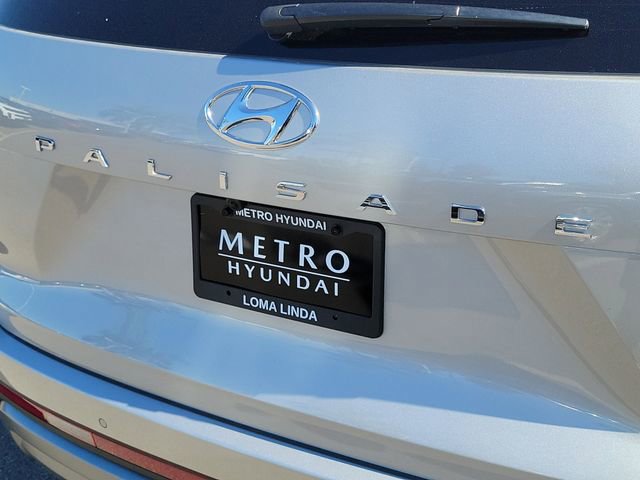 PALISADE
METRO HYUNDAI
METRO
HYUNDAI
LOMA LINDA